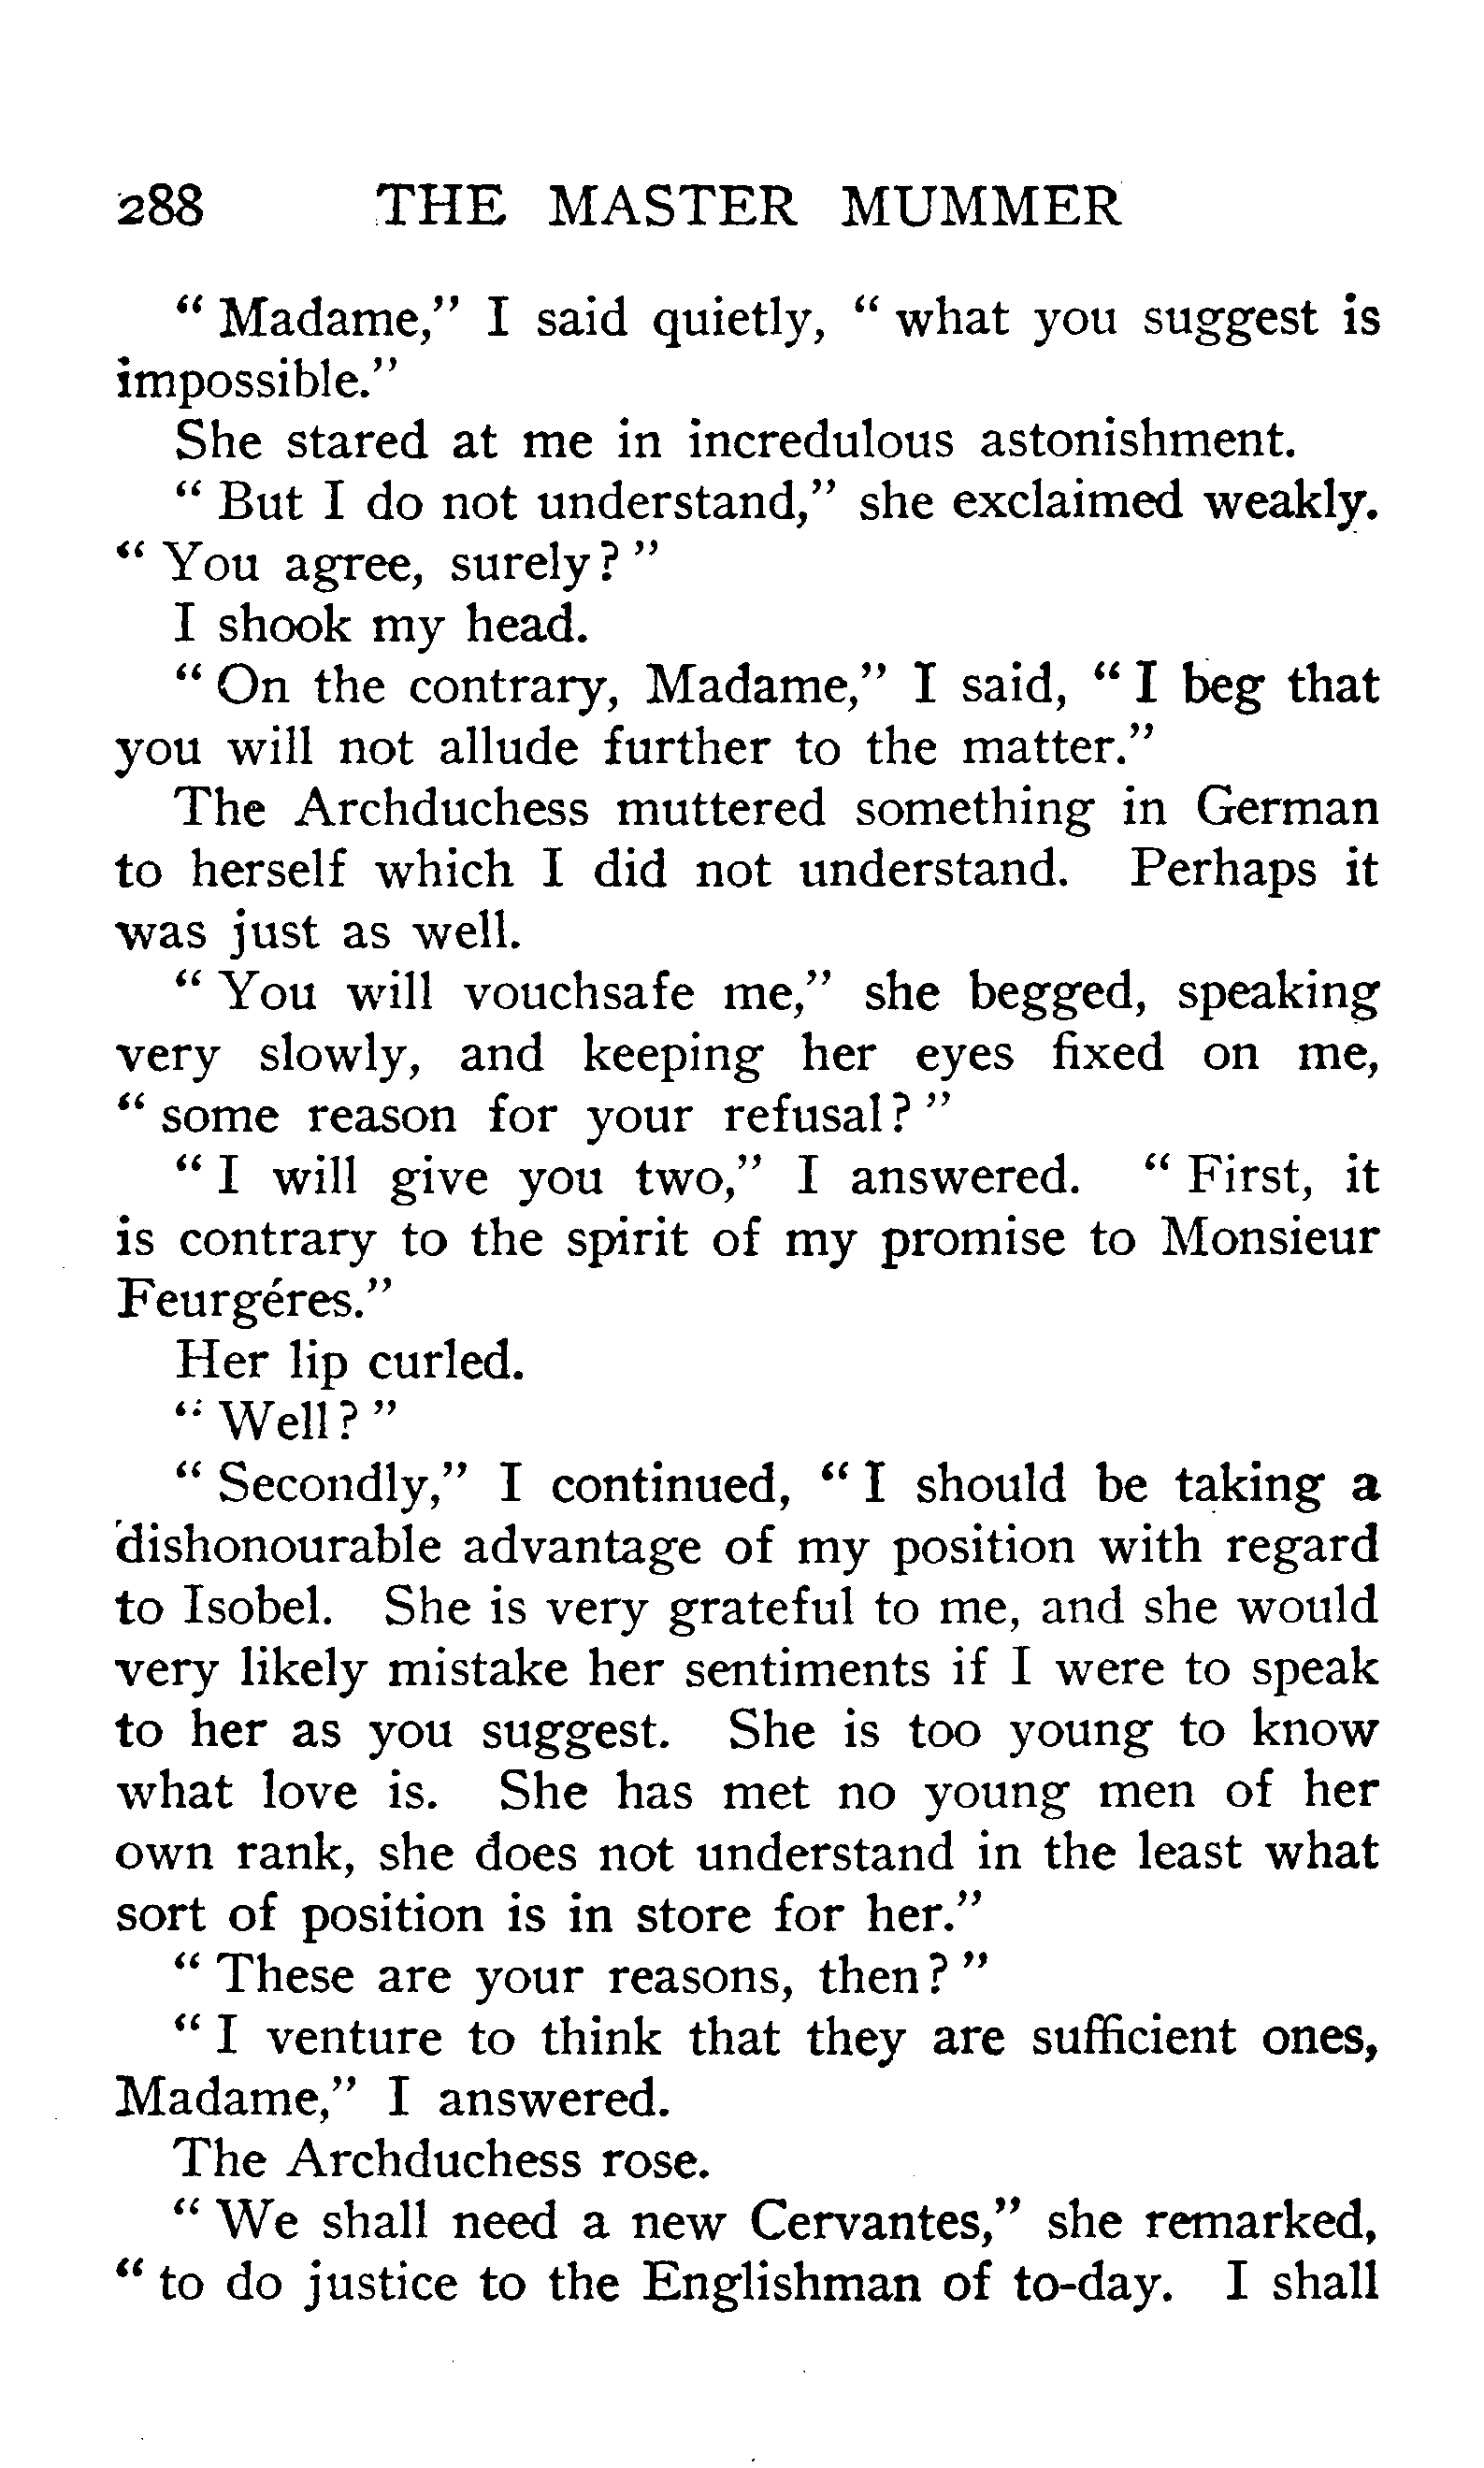 288 THE MASTER MUMMER
" Madame," I said quietly, " what you suggest is
impossible."
She stared at me in incredulous astonishment.
" But I do not understand," she exclaimed weakly.
" You agree, surely? "
I shook my head.
" On the contrary, Madame," I said, " I beg that
you will not allude further to the matter."
The Archduchess muttered something in German
to herself which I did not understand. Perhaps it
was just as well.
" You will vouchsafe me," she begged, speaking
very slowly, and keeping her eyes fixed on me,
" some reason for your refusal? "
" I will give you two," I answered. " First, it
is contrary to the spirit of my promise to Monsieur
Feurgéres."
Her lip curled.
" Well? "
" Secondly," I continued, " I should be taking a
dishonourable advantage of my position with regard
to Isobel. She is very grateful to me, and she would
very likely mistake her sentiments if I were to speak
to her as you suggest. She is too young to know
what love is. She has met no young men of her
own rank, she does not understand in the least what
sort of position is in store for her."
" These are your reasons, then? "
" I venture to think that they are sufficient ones,
Madame," I answered.
The Archduchess rose.
" We shall need a new Cervantes," she remarked,
" to do justice to the Englishman of to-day. I shall